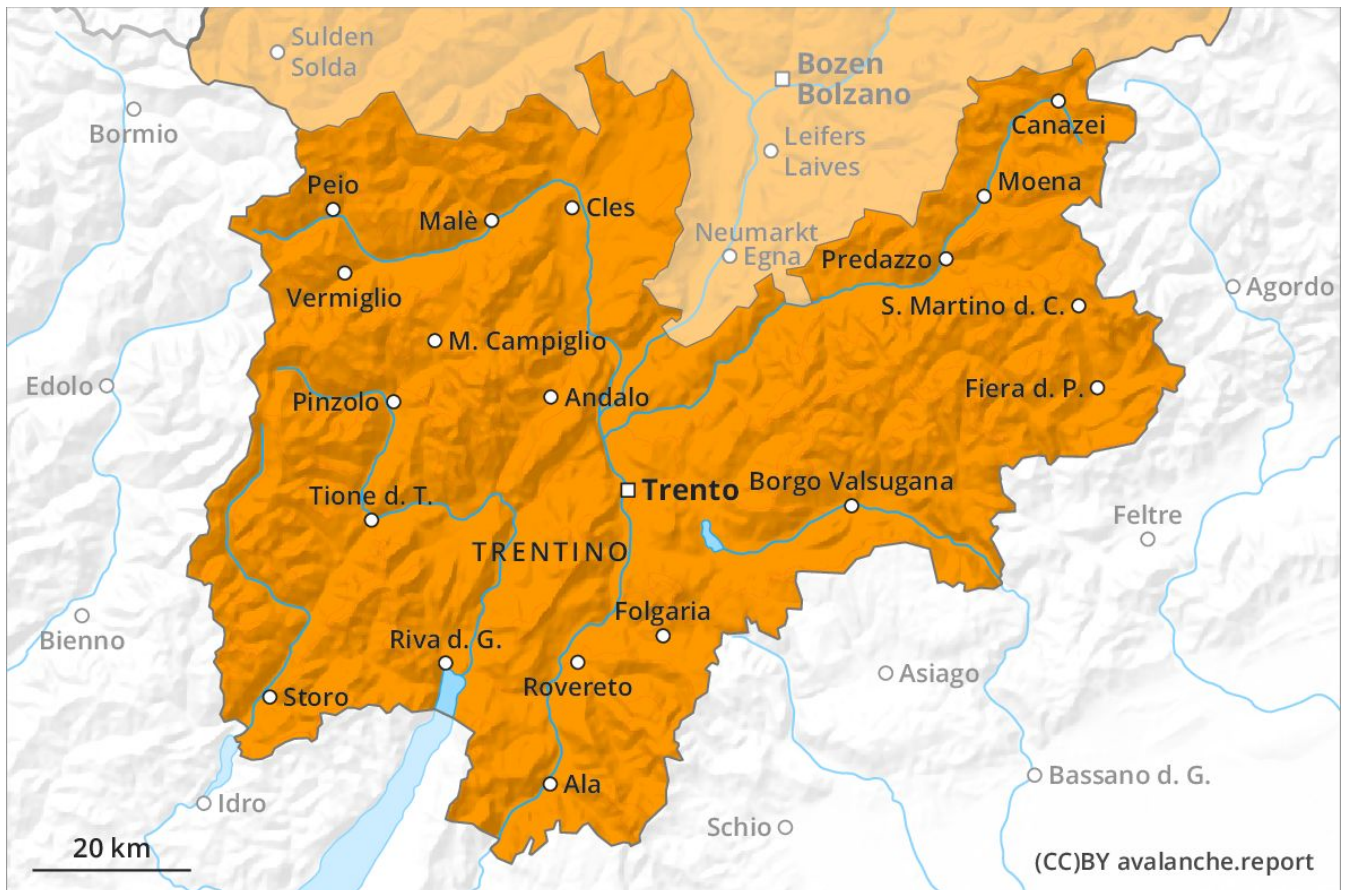 Sulden
Solda
Bozen
Bolzano
Bormio
Canazei
Leifers
Laives
Peio
Moena
Malè
Cles
Neumarkt
Egna
Predazzo
Vermiglio
Agordo
S. Martino d. C.
M. Campiglio
Edolo
Fiera d. P.
Pinzolo
Andalo
Trento
Borgo Valsugana
Tione d. T.
Feltre
TRENTINO
Folgaria
Bienno
Riva d. G.
Asiago
Rovereto
Storo
Bassano d. G.
Ala
Idro
Schio
20 km
(CC)BY avalanche.report